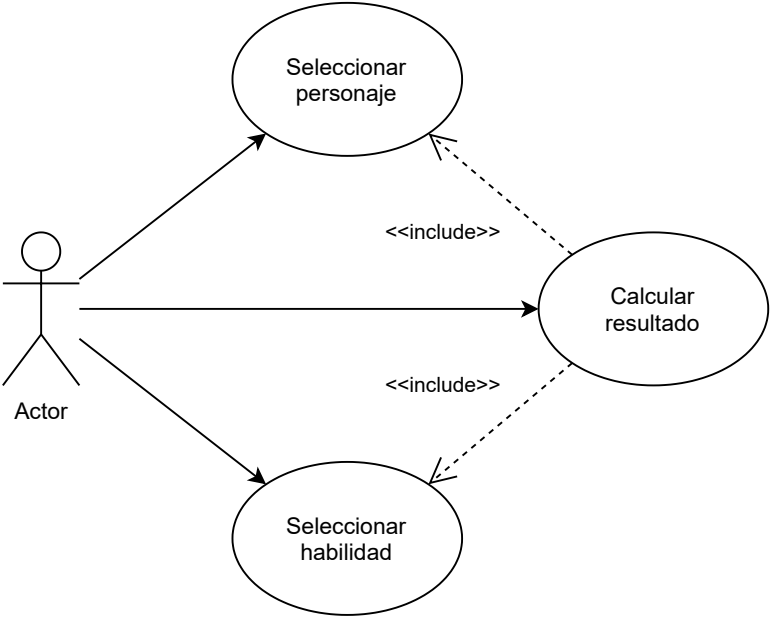 Seleccionar
personaje
<<include>>
Calcular
resultado
<<include>>
Actor
Seleccionar
habilidad